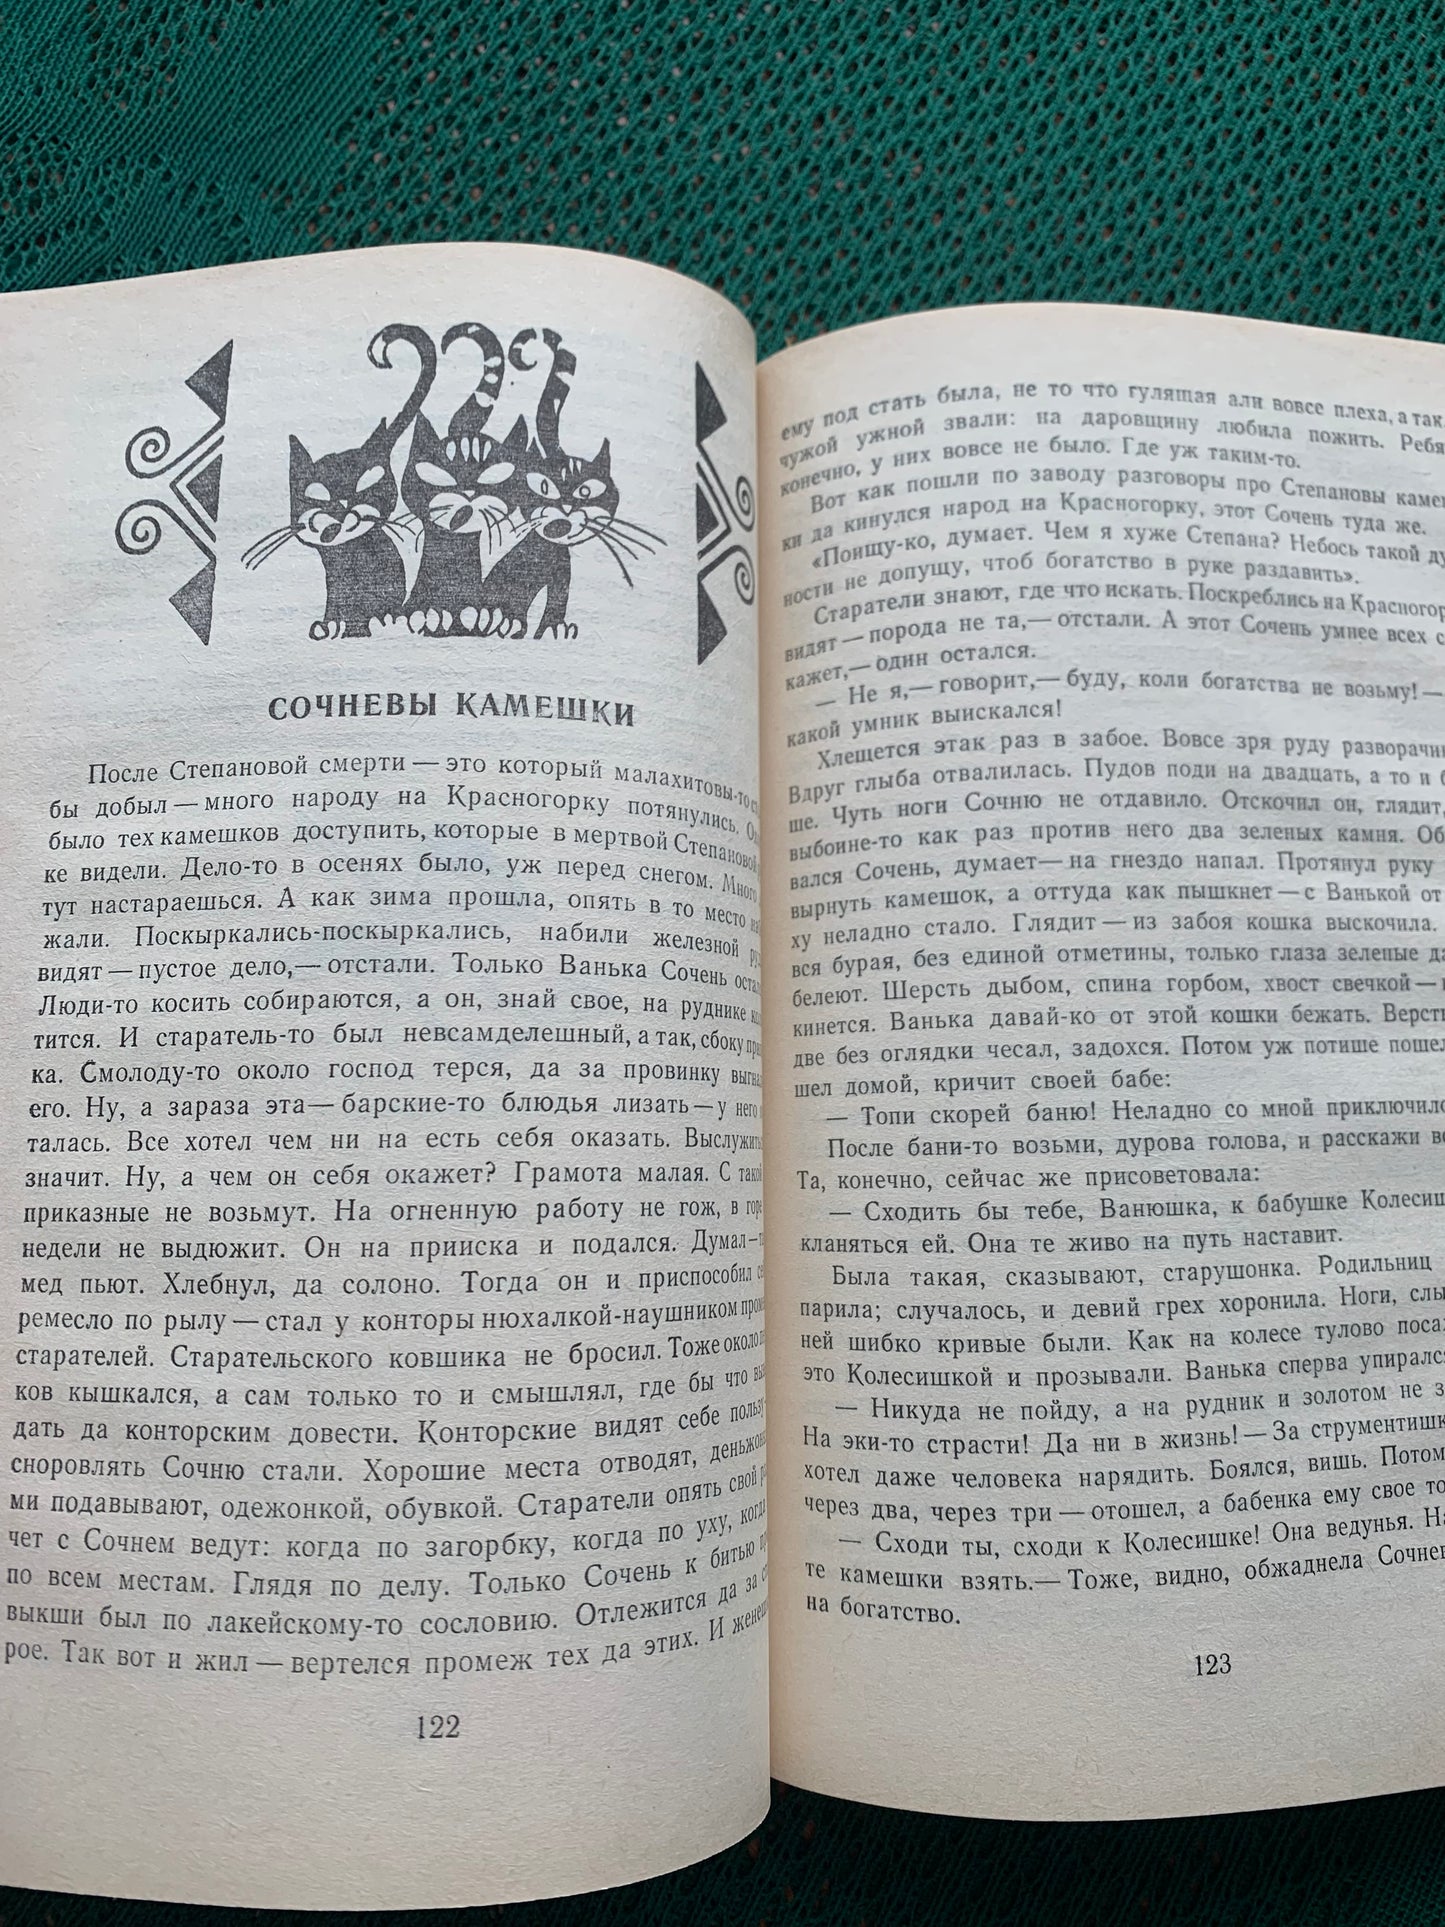 СОЧНЕВЫ КАМЕШКИ
После Степановой смерти — это который малахитовы-то
бы добыл — много народу на Красногорку потянулись.
было тех камешков доступить, которые в мертвой Степановой
ке видели. Дело-то в осенях было, уж перед снегом. Много
тут настараешься. А как зима прошла, опять в то место
жали. Поскыркались-поскыркались, набили железной
видят — пустое дело,— отстали. Только Ванька Сочень
Люди-то косить собираются, а он, знай свое, на руднике
тится. И старатель-то был невсамделешный, а так, сбоку
ка. Смолоду-то около господ терся, да за провинку
его. Ну, а зараза эта— барские-то блюдья лизать — у него
талась. Все хотел чем ни на есть себя оказать.
значит. Ну, а чем он себя окажет? Грамота малая. С
приказные не возьмут. На огненную работу не гож, в горе
недели не выдюжит. Он на прииска и подался. Думал—
мед пьют. Хлебнул, да солоно. Тогда он и приспособил
ремесло по рылу — стал у конторы нюхалкой-наушником
старателей. Старательского ковшика не бросил. Тоже около
ков кышкался, а сам только то и смышлял, где бы что
дать да конторским довести. Конторские видят себе
сноровлять Сочню стали. Хорошие места отводят,
ми подавывают, одежонкой, обувкой. Старатели опять свой
чет с Сочнем ведут: когда по загорбку, когда по уху, когда
по всем местам. Глядя по делу. Только Сочень к битью
выкши был по лакейскому-то сословию. Отлежится да за
рое. Так вот и жил — вертелся промеж тех да этих. И
122
ему под стать была, не то что гулящая али вовсе плеха, а так
чужой ужной звали: на даровщину любила пожить.
конечно, у них вовсе не было. Где уж таким-то.
Вот как пошли по заводу разговоры про Степановы
ки да кинулся народ на Красногорку, этот Сочень туда же.
«Поищу-ко, думает. Чем я хуже Степана? Небось такой
ности не допущу, чтоб богатство в руке раздавить».
Старатели знают, где что искать. Поскреблись на
видят — порода не та,— отстали. А этот Сочень умнее всех
кажет,— один остался.
— Не я,— говорит,— буду, коли богатства не возьму! —
какой умник выискался!
Хлещется этак раз в забое. Вовсе зря руду
Вдруг глыба отвалилась. Пудов поди на двадцать, а то и
ше. Чуть ноги Сочню не отдавило. Отскочил он, глядит,
выбоине-то как раз против него два зеленых камня.
вался Сочень, думает— на гнездо напал. Протянул руку
вырнуть камешок, а оттуда как пышкнет — с Ванькой от
ху неладно стало. Глядит — из забоя кошка выскочила.
вся бурая, без единой отметины, только глаза зеленые
белеют. Шерсть дыбом, спина горбом, хвост свечкой —
кинется. Ванька давай-ко от этой кошки бежать.
две без оглядки чесал, задохся. Потом уж потише
шел домой, кричит своей бабе:
— Топи скорей баню! Неладно со мной
После бани-то возьми, дурова голова, и расскажи
Та, конечно, сейчас же присоветовала:
— Сходить бы тебе, Ванюшка, к бабушке
кланяться ей. Она те живо на путь наставит.
Была такая, сказывают, старушонка. Родильниц
парила; случалось, и девий грех хоронила. Ноги,
ней шибко кривые были. Как на колесе тулово
это Колесишкой и прозывали. Ванька сперва
— Никуда не пойду, а на рудник и золотом не
На эки-то страсти! Да ни в жизнь! — За
хотел даже человека нарядить. Боялся, вишь. Потом
через два, через три — отошел, а бабенка ему свое
— Сходи ты, сходи к Колесишке! Она ведунья.
те камешки взять.— Тоже, видно, обжаднела
на богатство.
123